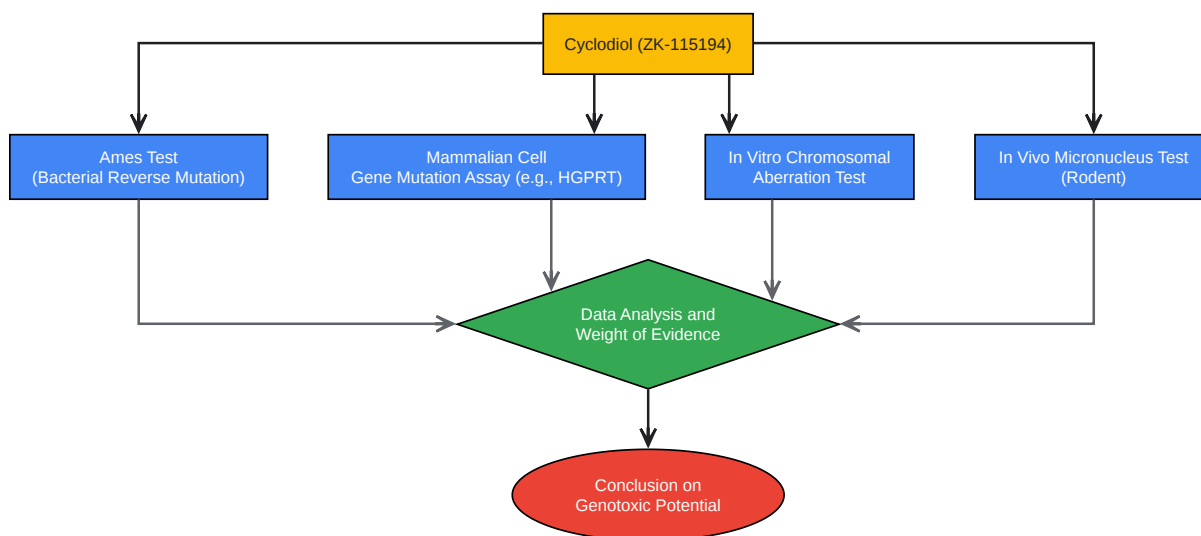 Cyclodiol (ZK-115194)
Ames Test
(Bacterial Reverse Mutation)
Mammalian Cell
Gene Mutation Assay (e.g., HGPRT)
In Vitro Chromosomal
Aberration Test
In Vivo Micronucleus Test
(Rodent)
Data Analysis and
Weight of Evidence
Conclusion on
Genotoxic Potential